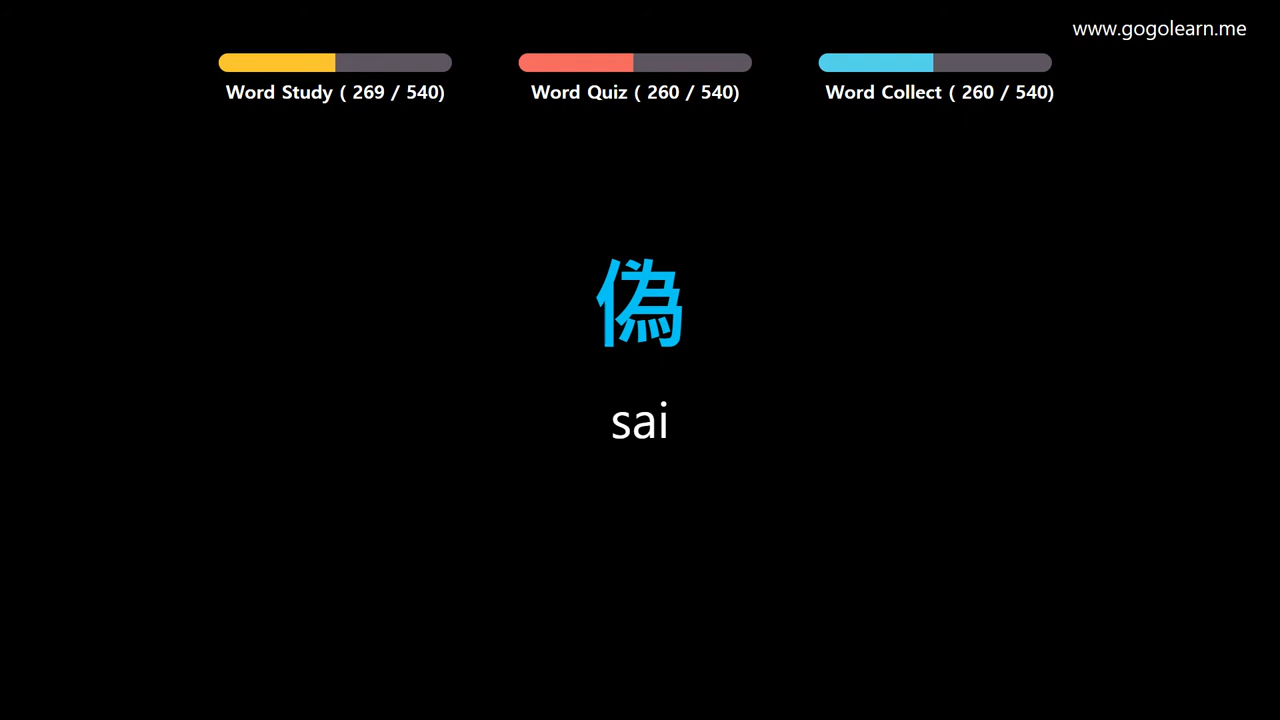 www.gogolearn.me
Word Study ( 269 / 540)
Word Quiz ( 260 / 540)
Word Collect ( 260 / 540)
偽
sai